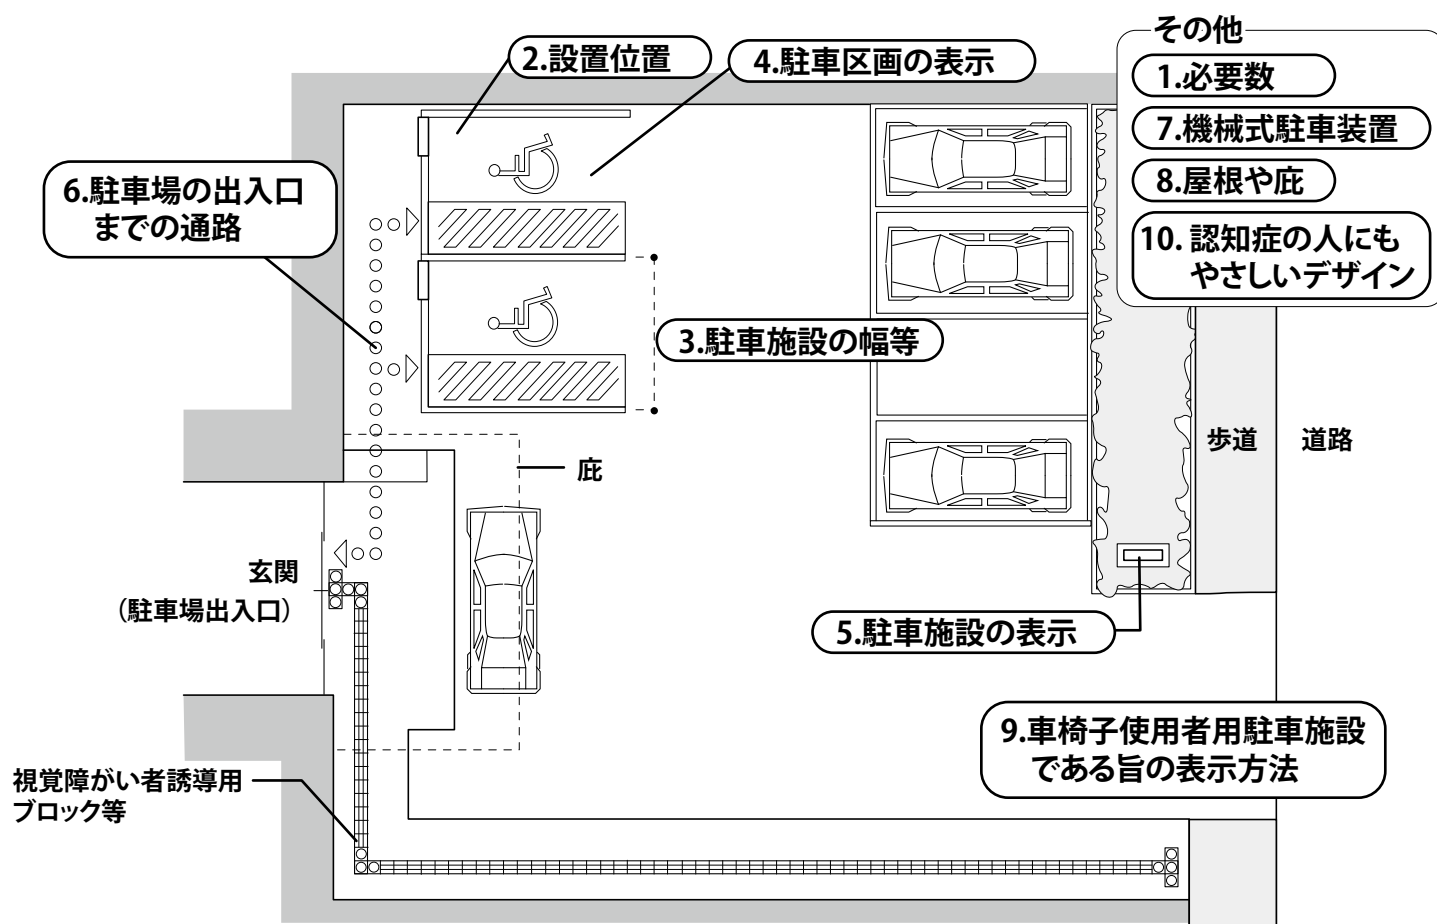 その他
2.設置位置
4.駐車区画の表示
1.必要数
7.機械式駐車装置
8.屋根や庇
10. 認知症の人にも
やさしいデザイン
6.駐車場の出入口
までの通路
3.駐車施設の幅等
歩道
道路
庇
玄関
(駐車場出入口)
5.駐車施設の表示
9.車椅子使用者用駐車施設
である旨の表示方法
視覚障がい者誘導用
ブロック等